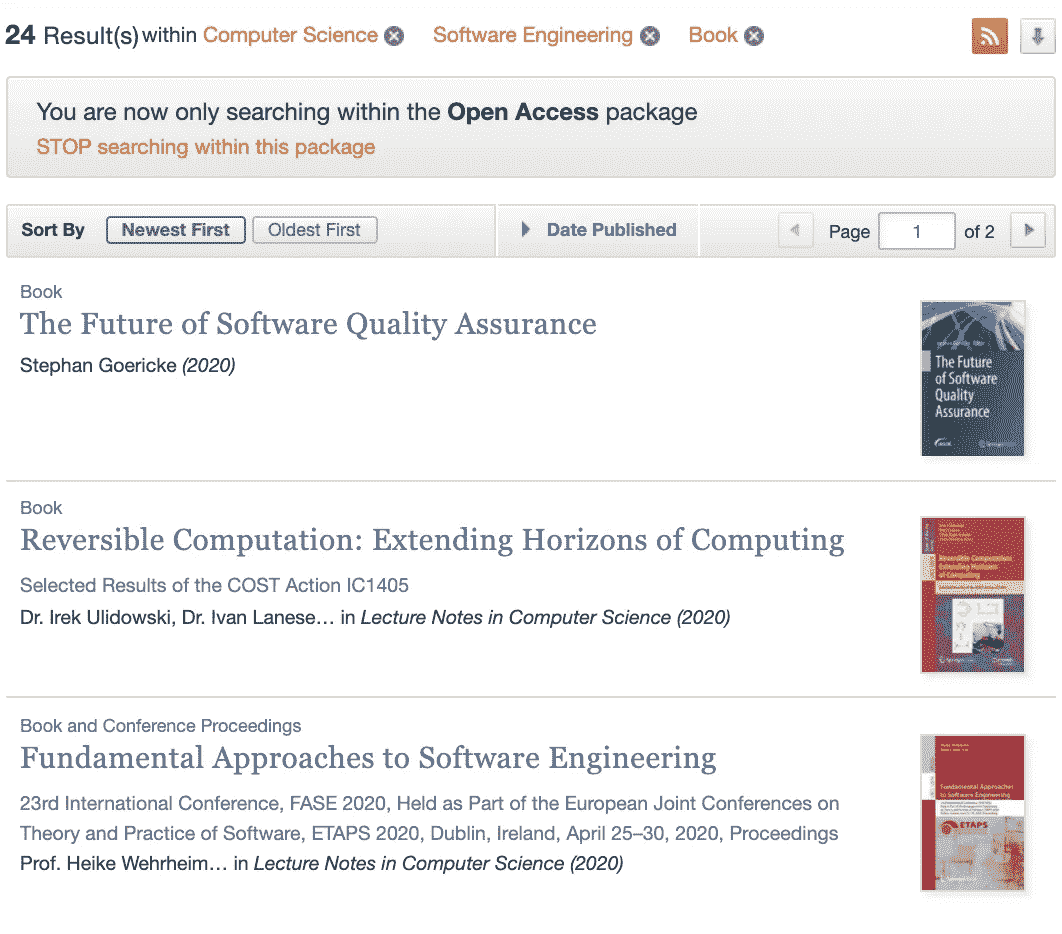 24 Result(s) within Computer Science Software Engineering Book
You are now only searching within the Open Access package
STOP searching within this package
Sort By Newest First Oldest First Date Published Page 1 of 2
Book
The Future of Software Quality Assurance
Stephan Goericke (2020)
The Future
of Software
Quality
Assurance
Book
Reversible Computation: Extending Horizons of Computing
Selected Results of the COST Action IC1405
Dr. Irek Ulidowski, Dr. Ivan Lanese… in Lecture Notes in Computer Science (2020)
Reversible Computation:
Extending Horizons
of Computing
Book and Conference Proceedings
Fundamental Approaches to Software Engineering
23rd International Conference, FASE 2020, Held as Part of the European Joint Conferences on
Theory and Practice of Software, ETAPS 2020, Dublin, Ireland, April 25–30, 2020, Proceedings
Prof. Heike Wehrheim… in Lecture Notes in Computer Science (2020)
Fundamental Approaches
to Software Engineering
ETAPS